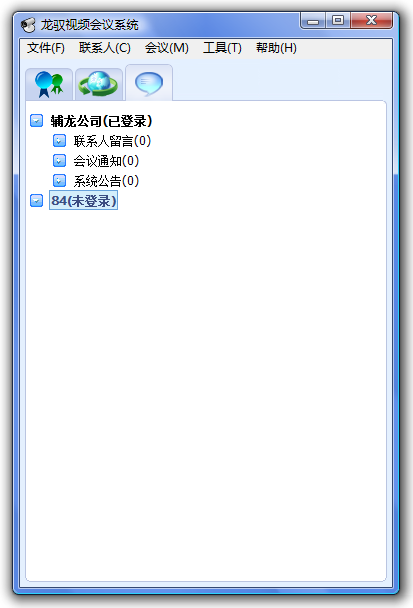 龙驭视频会议系统
文件(F) 联系人(C) 会议(M) 工具(T) 帮助(H)
辅龙公司(已登录)
联系人留言(0)
会议通知(0)
系统公告(0)
84(未登录)